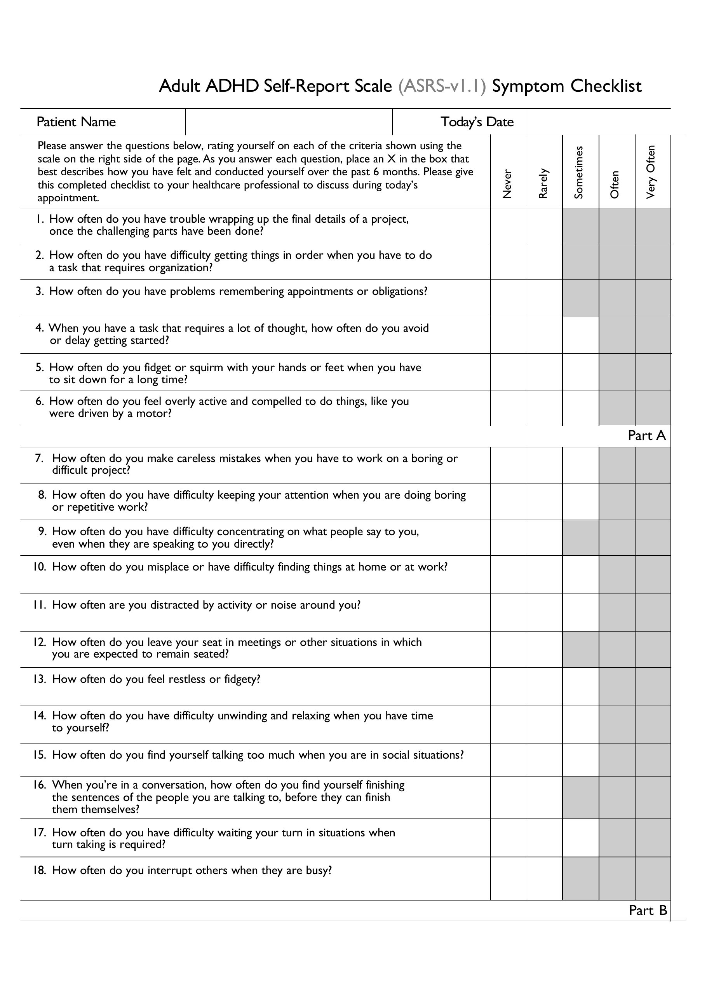 Adult ADHD Self-Report Scale (ASRS-v1.1) Symptom Checklist
Patient Name
Today's Date
Please answer the questions below, rating yourself on each of the criteria shown using the
scale on the right side of the page. As you answer each question, place an X in the box that
best describes how you have felt and conducted yourself over the past 6 months. Please give
this completed checklist to your healthcare professional to discuss during today's
appointment.
Never
Rarely
Sometimes
Often
Very Often
1. How often do you have trouble wrapping up the final details of a project,
once the challenging parts have been done?
2. How often do you have difficulty getting things in order when you have to do
a task that requires organization?
3. How often do you have problems remembering appointments or obligations?
4. When you have a task that requires a lot of thought, how often do you avoid
or delay getting started?
5. How often do you fidget or squirm with your hands or feet when you have
to sit down for a long time?
6. How often do you feel overly active and compelled to do things, like you
were driven by a motor?
Part A
7. How often do you make careless mistakes when you have to work on a boring or
difficult project?
8. How often do you have difficulty keeping your attention when you are doing boring
or repetitive work?
9. How often do you have difficulty concentrating on what people say to you,
even when they are speaking to you directly?
10. How often do you misplace or have difficulty finding things at home or at work?
11. How often are you distracted by activity or noise around you?
12. How often do you leave your seat in meetings or other situations in which
you are expected to remain seated?
13. How often do you feel restless or fidgety?
14. How often do you have difficulty unwinding and relaxing when you have time
to yourself?
15. How often do you find yourself talking too much when you are in social situations?
16. When you're in a conversation, how often do you find yourself finishing
the sentences of the people you are talking to, before they can finish
them themselves?
17. How often do you have difficulty waiting your turn in situations when
turn taking is required?
18. How often do you interrupt others when they are busy?
Part B